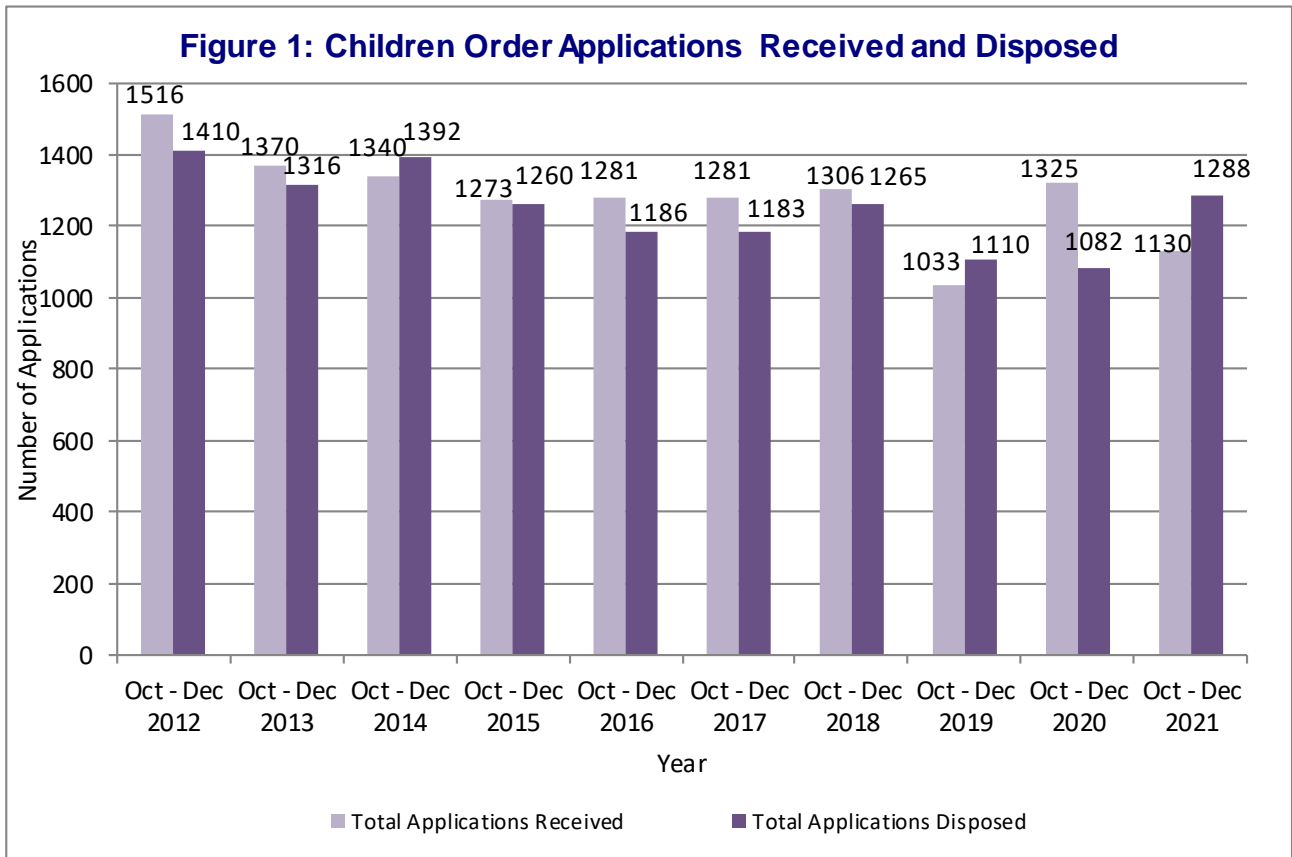 Figure 1: Children Order Applications Received and Disposed
Number of Applications
1600
1400
1200
1000
800
600
400
200
0
1516
1410
1370
1316
1340
1392
1273
1260
1281
1186
1281
1183
1306
1265
1033
1110
1325
1082
1130
1288
Oct - Dec 2012
Oct - Dec 2013
Oct - Dec 2014
Oct - Dec 2015
Oct - Dec 2016
Oct - Dec 2017
Oct - Dec 2018
Oct - Dec 2019
Oct - Dec 2020
Oct - Dec 2021
Year
Total Applications Received
Total Applications Disposed